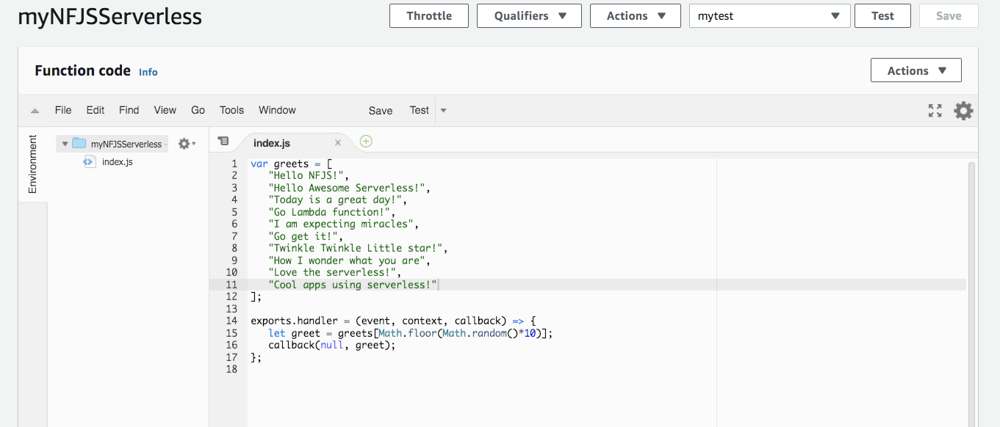 myNFJSServerless Throttle Qualifiers Actions mytest Test Save
Function code Info Actions
File Edit Find View Go Tools Window Save Test
Environment
myNFJSServerless -
index.js
index.js
1 var greets = [
2 "Hello NFJS!",
3 "Hello Awesome Serverless!",
4 "Today is a great day!",
5 "Go Lambda function!",
6 "I am expecting miracles",
7 "Go get it!",
8 "Twinkle Twinkle Little star!",
9 "How I wonder what you are",
10 "Love the serverless!",
11 "Cool apps using serverless!"
12 ];
13
14 exports.handler = (event, context, callback) => {
15 let greet = greets[Math.floor(Math.random()*10)];
16 callback(null, greet);
17 };
18